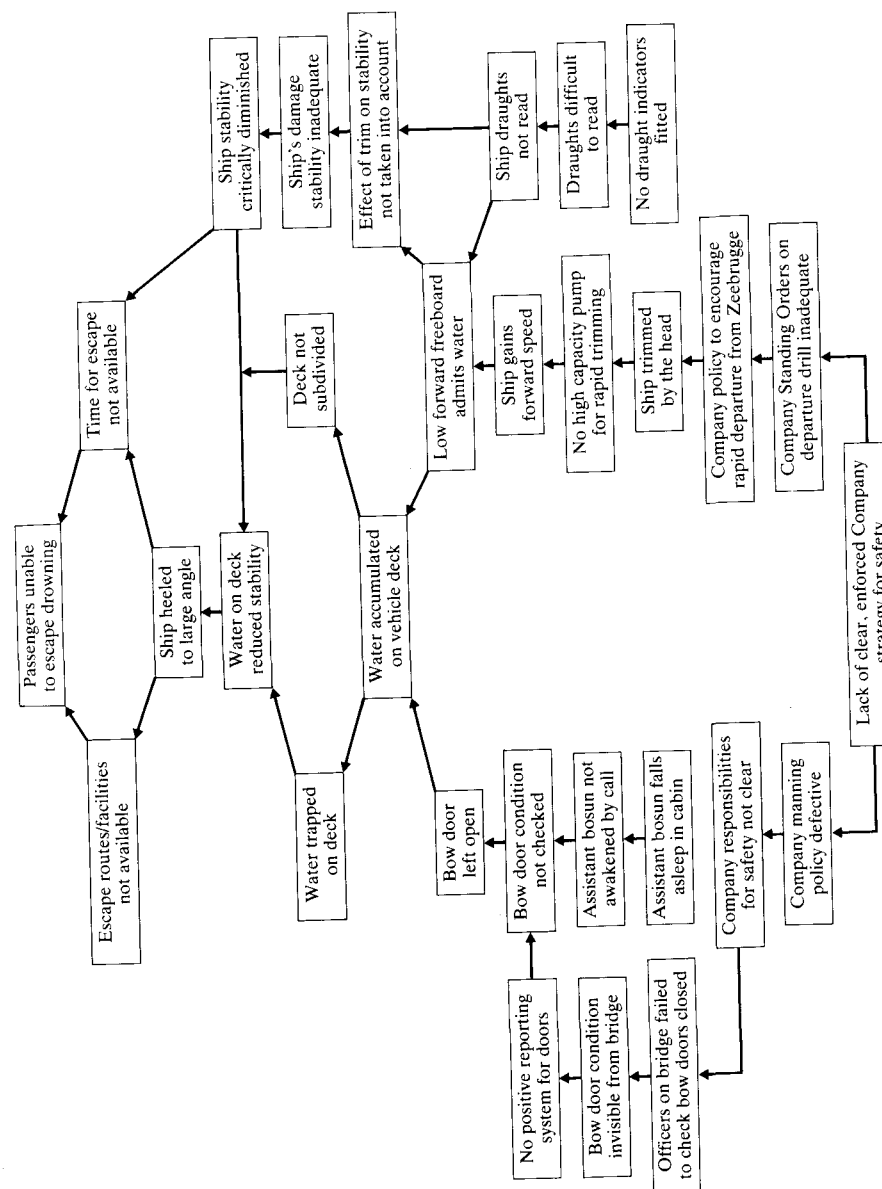 Passengers unable
to escape drowning
Escape routes/facilities
not available
Time for escape
not available
Ship heeled
to large angle
Ship stability
critically diminished
Water on deck
reduced stability
Ship's damage
stability inadequate
Water trapped
on deck
Deck not
subdivided
Effect of trim on stability
not taken into account
Water accumulated
on vehicle deck
Low forward freeboard
admits water
Ship draughts
not read
Bow door
left open
Ship gains
forward speed
Draughts difficult
to read
No positive reporting
system for doors
Bow door condition
not checked
No high capacity pump
for rapid trimming
No draught indicators
fitted
Bow door condition
invisible from bridge
Assistant bosun not
awakened by call
Ship trimmed
by the head
Officers on bridge failed
to check bow doors closed
Assistant bosun falls
asleep in cabin
Company policy to encourage
rapid departure from Zeebrugge
Company responsibilities
for safety not clear
Company Standing Orders on
departure drill inadequate
Company manning
policy defective
Lack of clear, enforced Company
strategy for safety